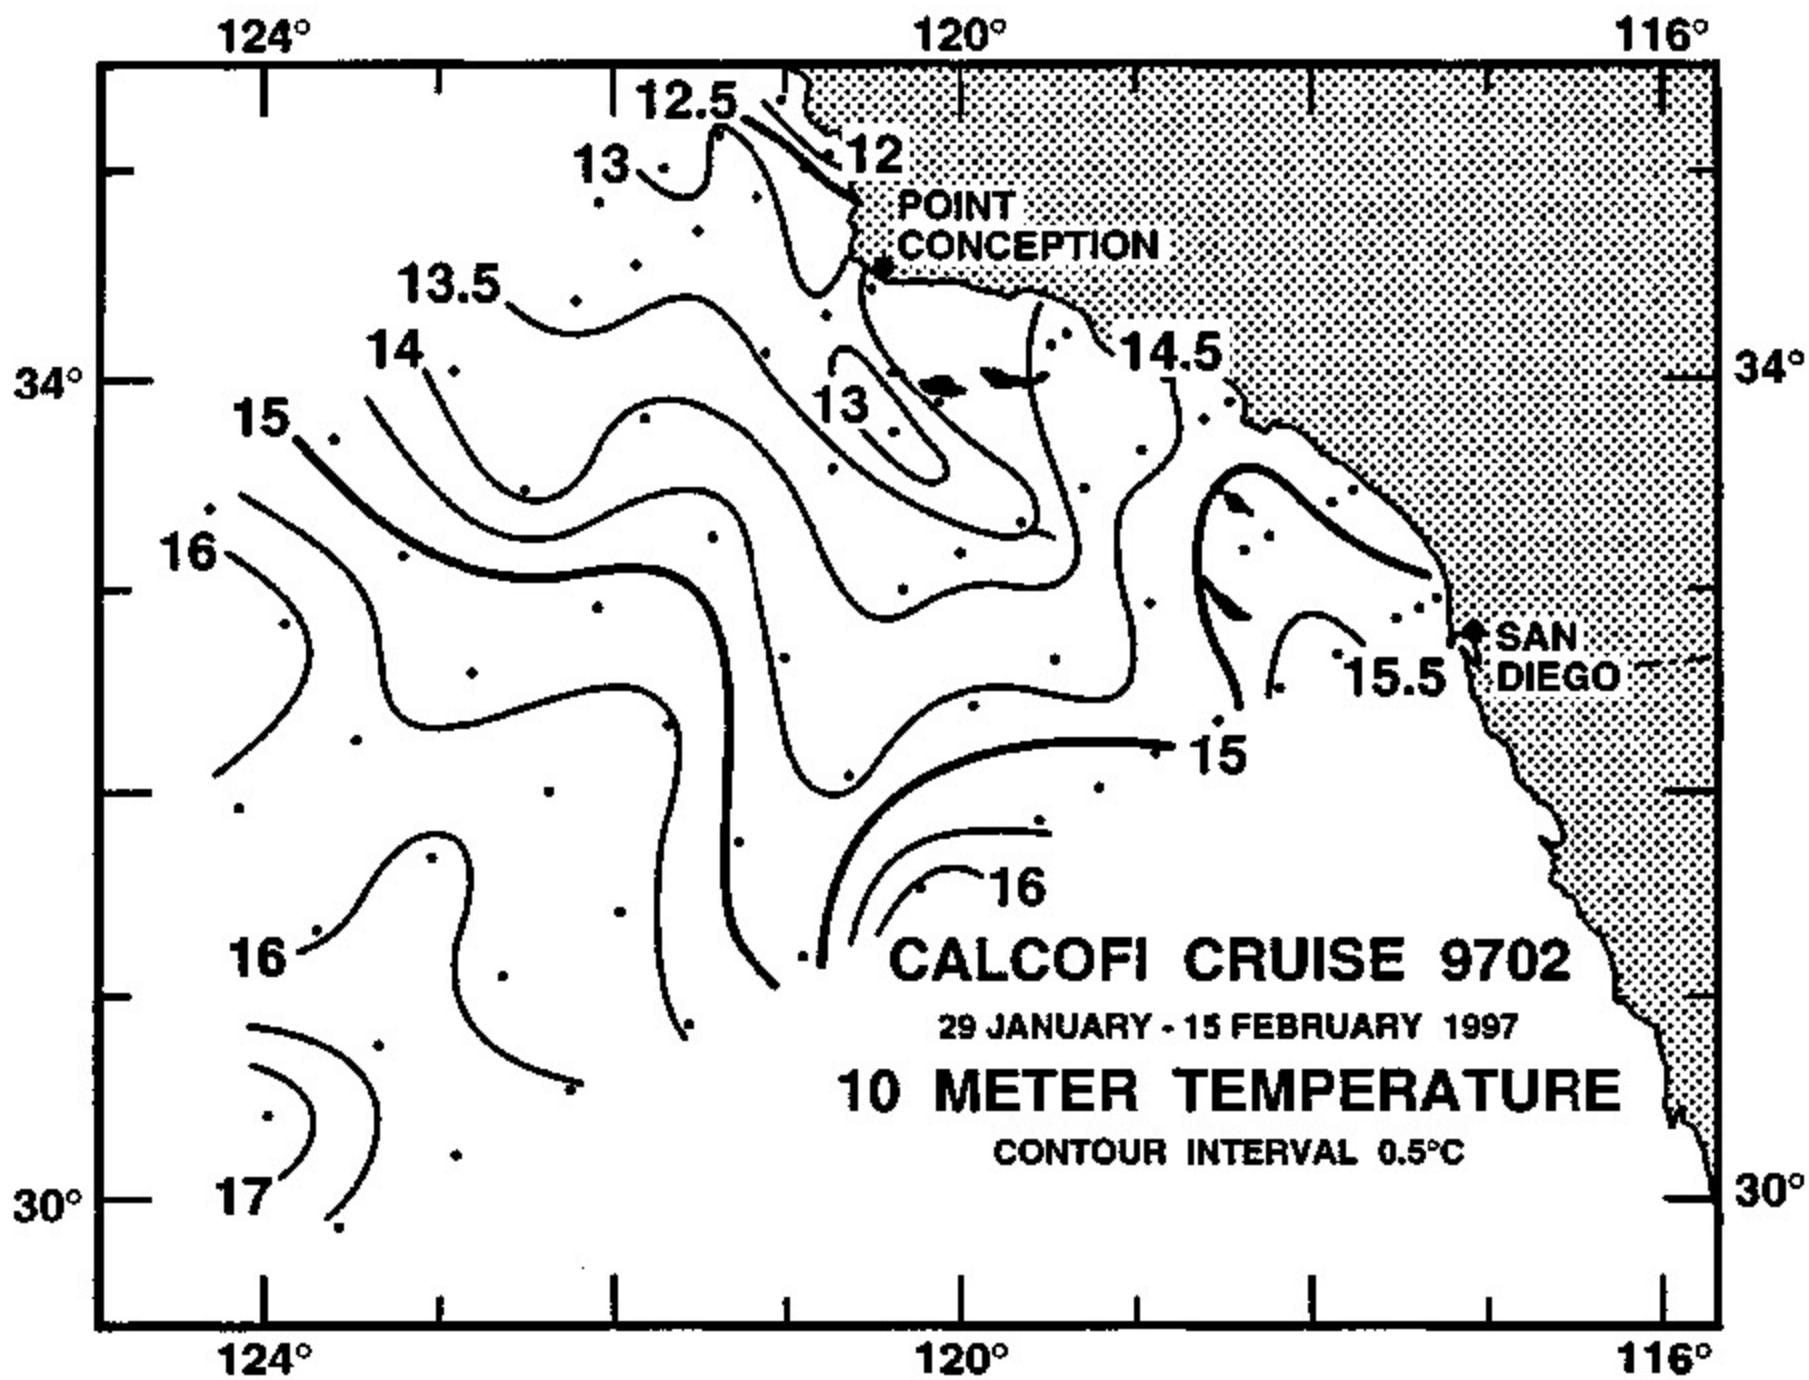 124° 120° 116°
12.5
12
13
POINT
CONCEPTION
13.5
14
14.5
34° 34°
13
15
16
SAN
DIEGO
15.5
15
16
16
CALCOFI CRUISE 9702
29 JANUARY - 15 FEBRUARY 1997
10 METER TEMPERATURE
CONTOUR INTERVAL 0.5°C
17
30° 30°
124° 120° 116°